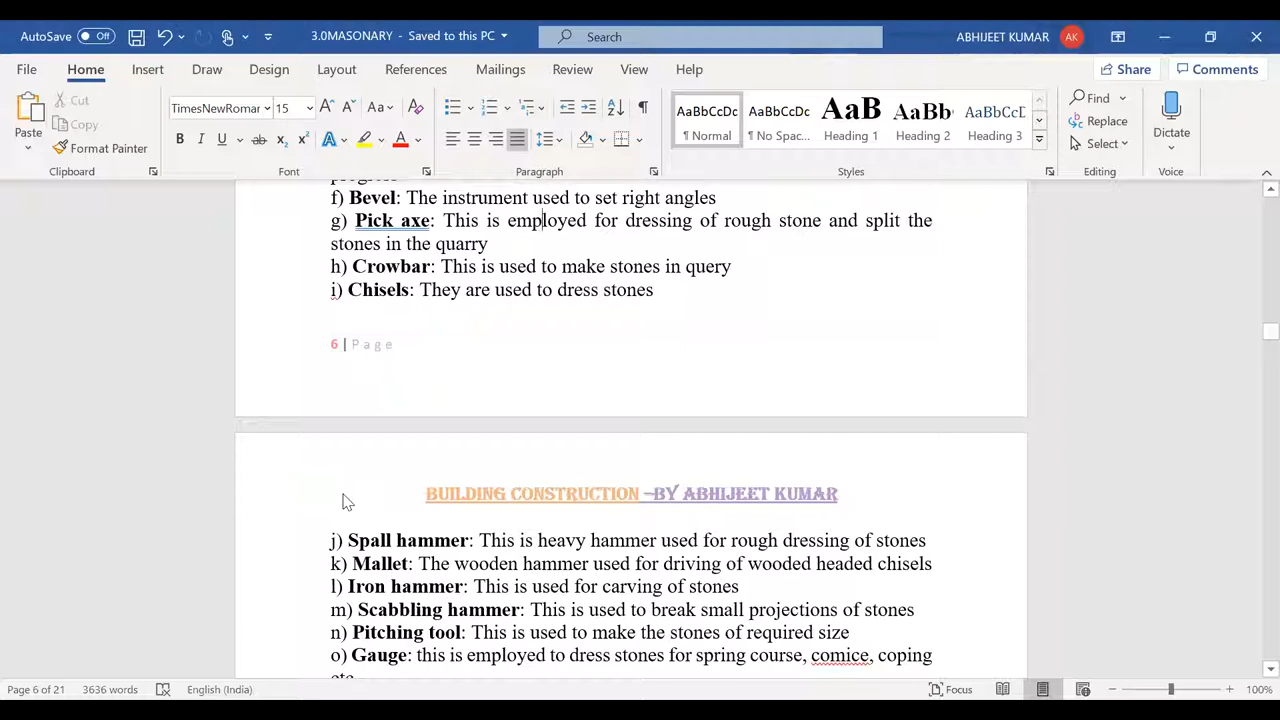 AutoSave Off 3.0MASONARY - Saved to this PC Search ABHIJEET KUMAR AK
File Home Insert Draw Design Layout References Mailings Review View Help Share Comments
Paste Cut Copy Format Painter
TimesNewRomar 15
AaBbCcDc AaBbCcDc AaB AaBbCc AaBbCcD
¶ Normal ¶ No Spac... Heading 1 Heading 2 Heading 3
Find Replace Select Dictate
Clipboard Font Paragraph Styles Editing Voice
f) Bevel: The instrument used to set right angles
g) Pick axe: This is employed for dressing of rough stone and split the
stones in the quarry
h) Crowbar: This is used to make stones in query
i) Chisels: They are used to dress stones
6 | Page
BUILDING CONSTRUCTION –BY ABHIJEET KUMAR
j) Spall hammer: This is heavy hammer used for rough dressing of stones
k) Mallet: The wooden hammer used for driving of wooded headed chisels
l) Iron hammer: This is used for carving of stones
m) Scabbling hammer: This is used to break small projections of stones
n) Pitching tool: This is used to make the stones of required size
o) Gauge: this is employed to dress stones for spring course, comice, coping
Page 6 of 21 3636 words English (India) Focus 100%